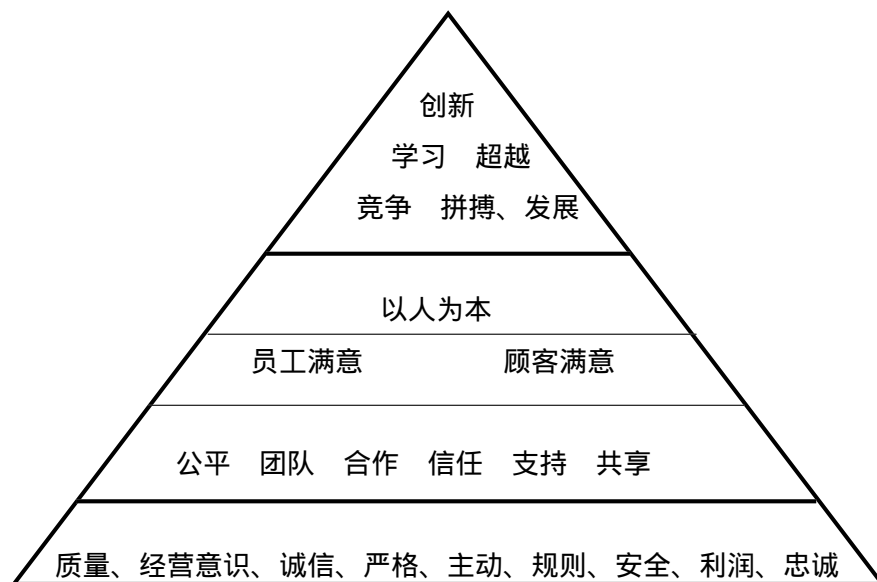 创新
学习 超越
竞争 拼搏、发展
以人为本
员工满意 顾客满意
公平 团队 合作 信任 支持 共享
质量、经营意识、诚信、严格、主动、规则、安全、利润、忠诚